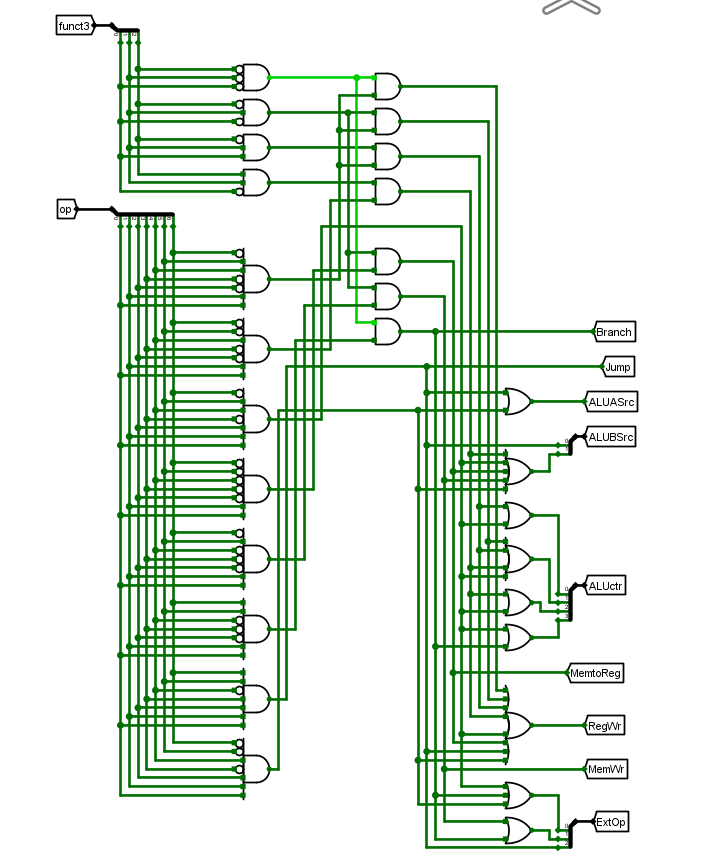 funct3
op
Branch
Jump
ALUASrc
ALUBSrc
ALUctr
MemtoReg
RegWr
MemWr
ExtOp